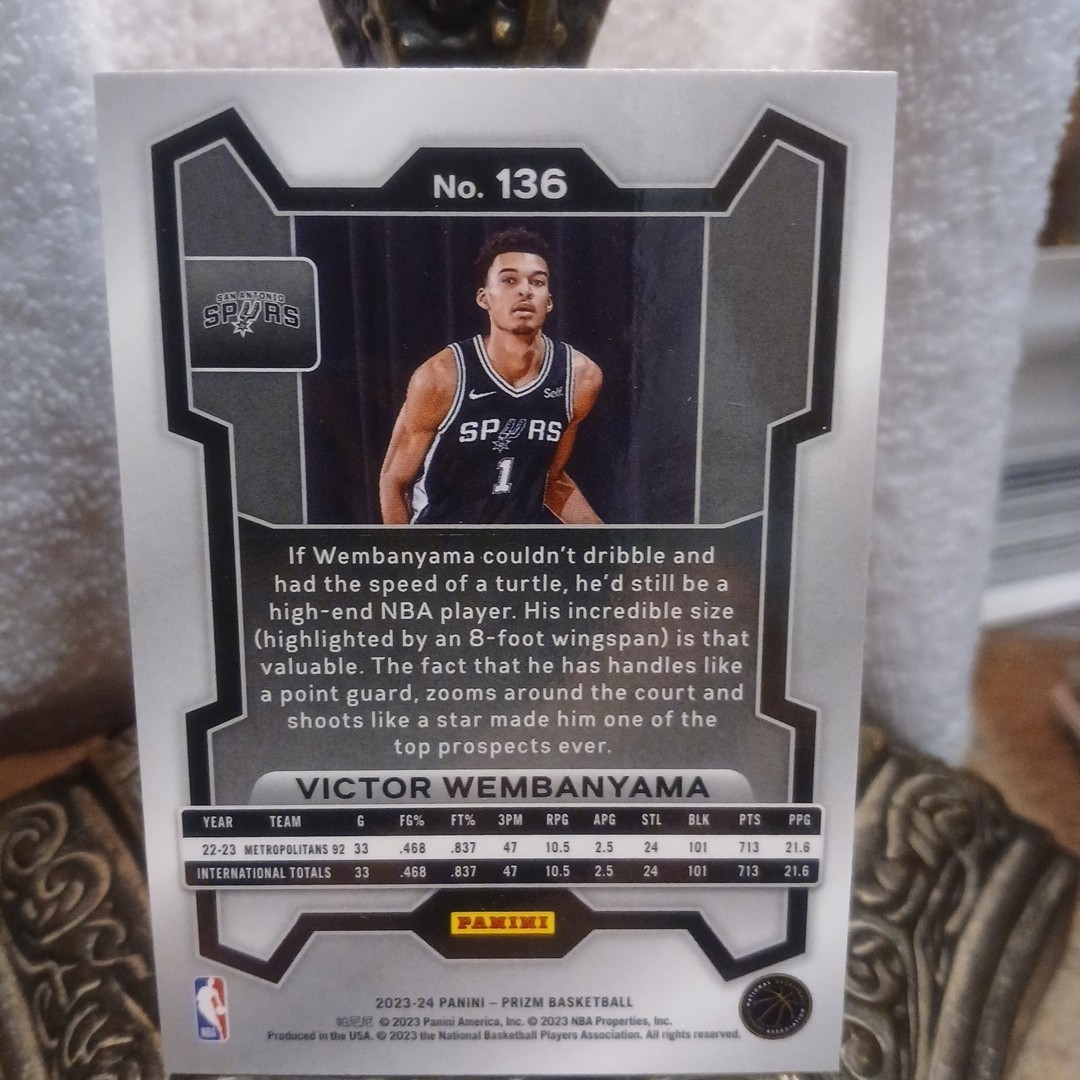 No. 136
SAN ANTONIO
SPURS
Self.
SPURS
1
If Wembanyama couldn't dribble and
had the speed of a turtle, he'd still be a
high-end NBA player. His incredible size
(highlighted by an 8-foot wingspan) is that
valuable. The fact that he has handles like
a point guard, zooms around the court and
shoots like a star made him one of the
top prospects ever.
VICTOR WEMBANYAMA
YEAR TEAM G FG% FT% 3PM RPG APG STL BLK PTS PPG
22-23 METROPOLITANS 92 33 .468 .837 47 10.5 2.5 24 101 713 21.6
INTERNATIONAL TOTALS 33 .468 .837 47 10.5 2.5 24 101 713 21.6
PANINI
2023-24 PANINI – PRIZM BASKETBALL
帕尼尼 © 2023 Panini America, Inc. © 2023 NBA Properties, Inc.
Produced in the USA. © 2023 the National Basketball Players Association. All rights reserved.